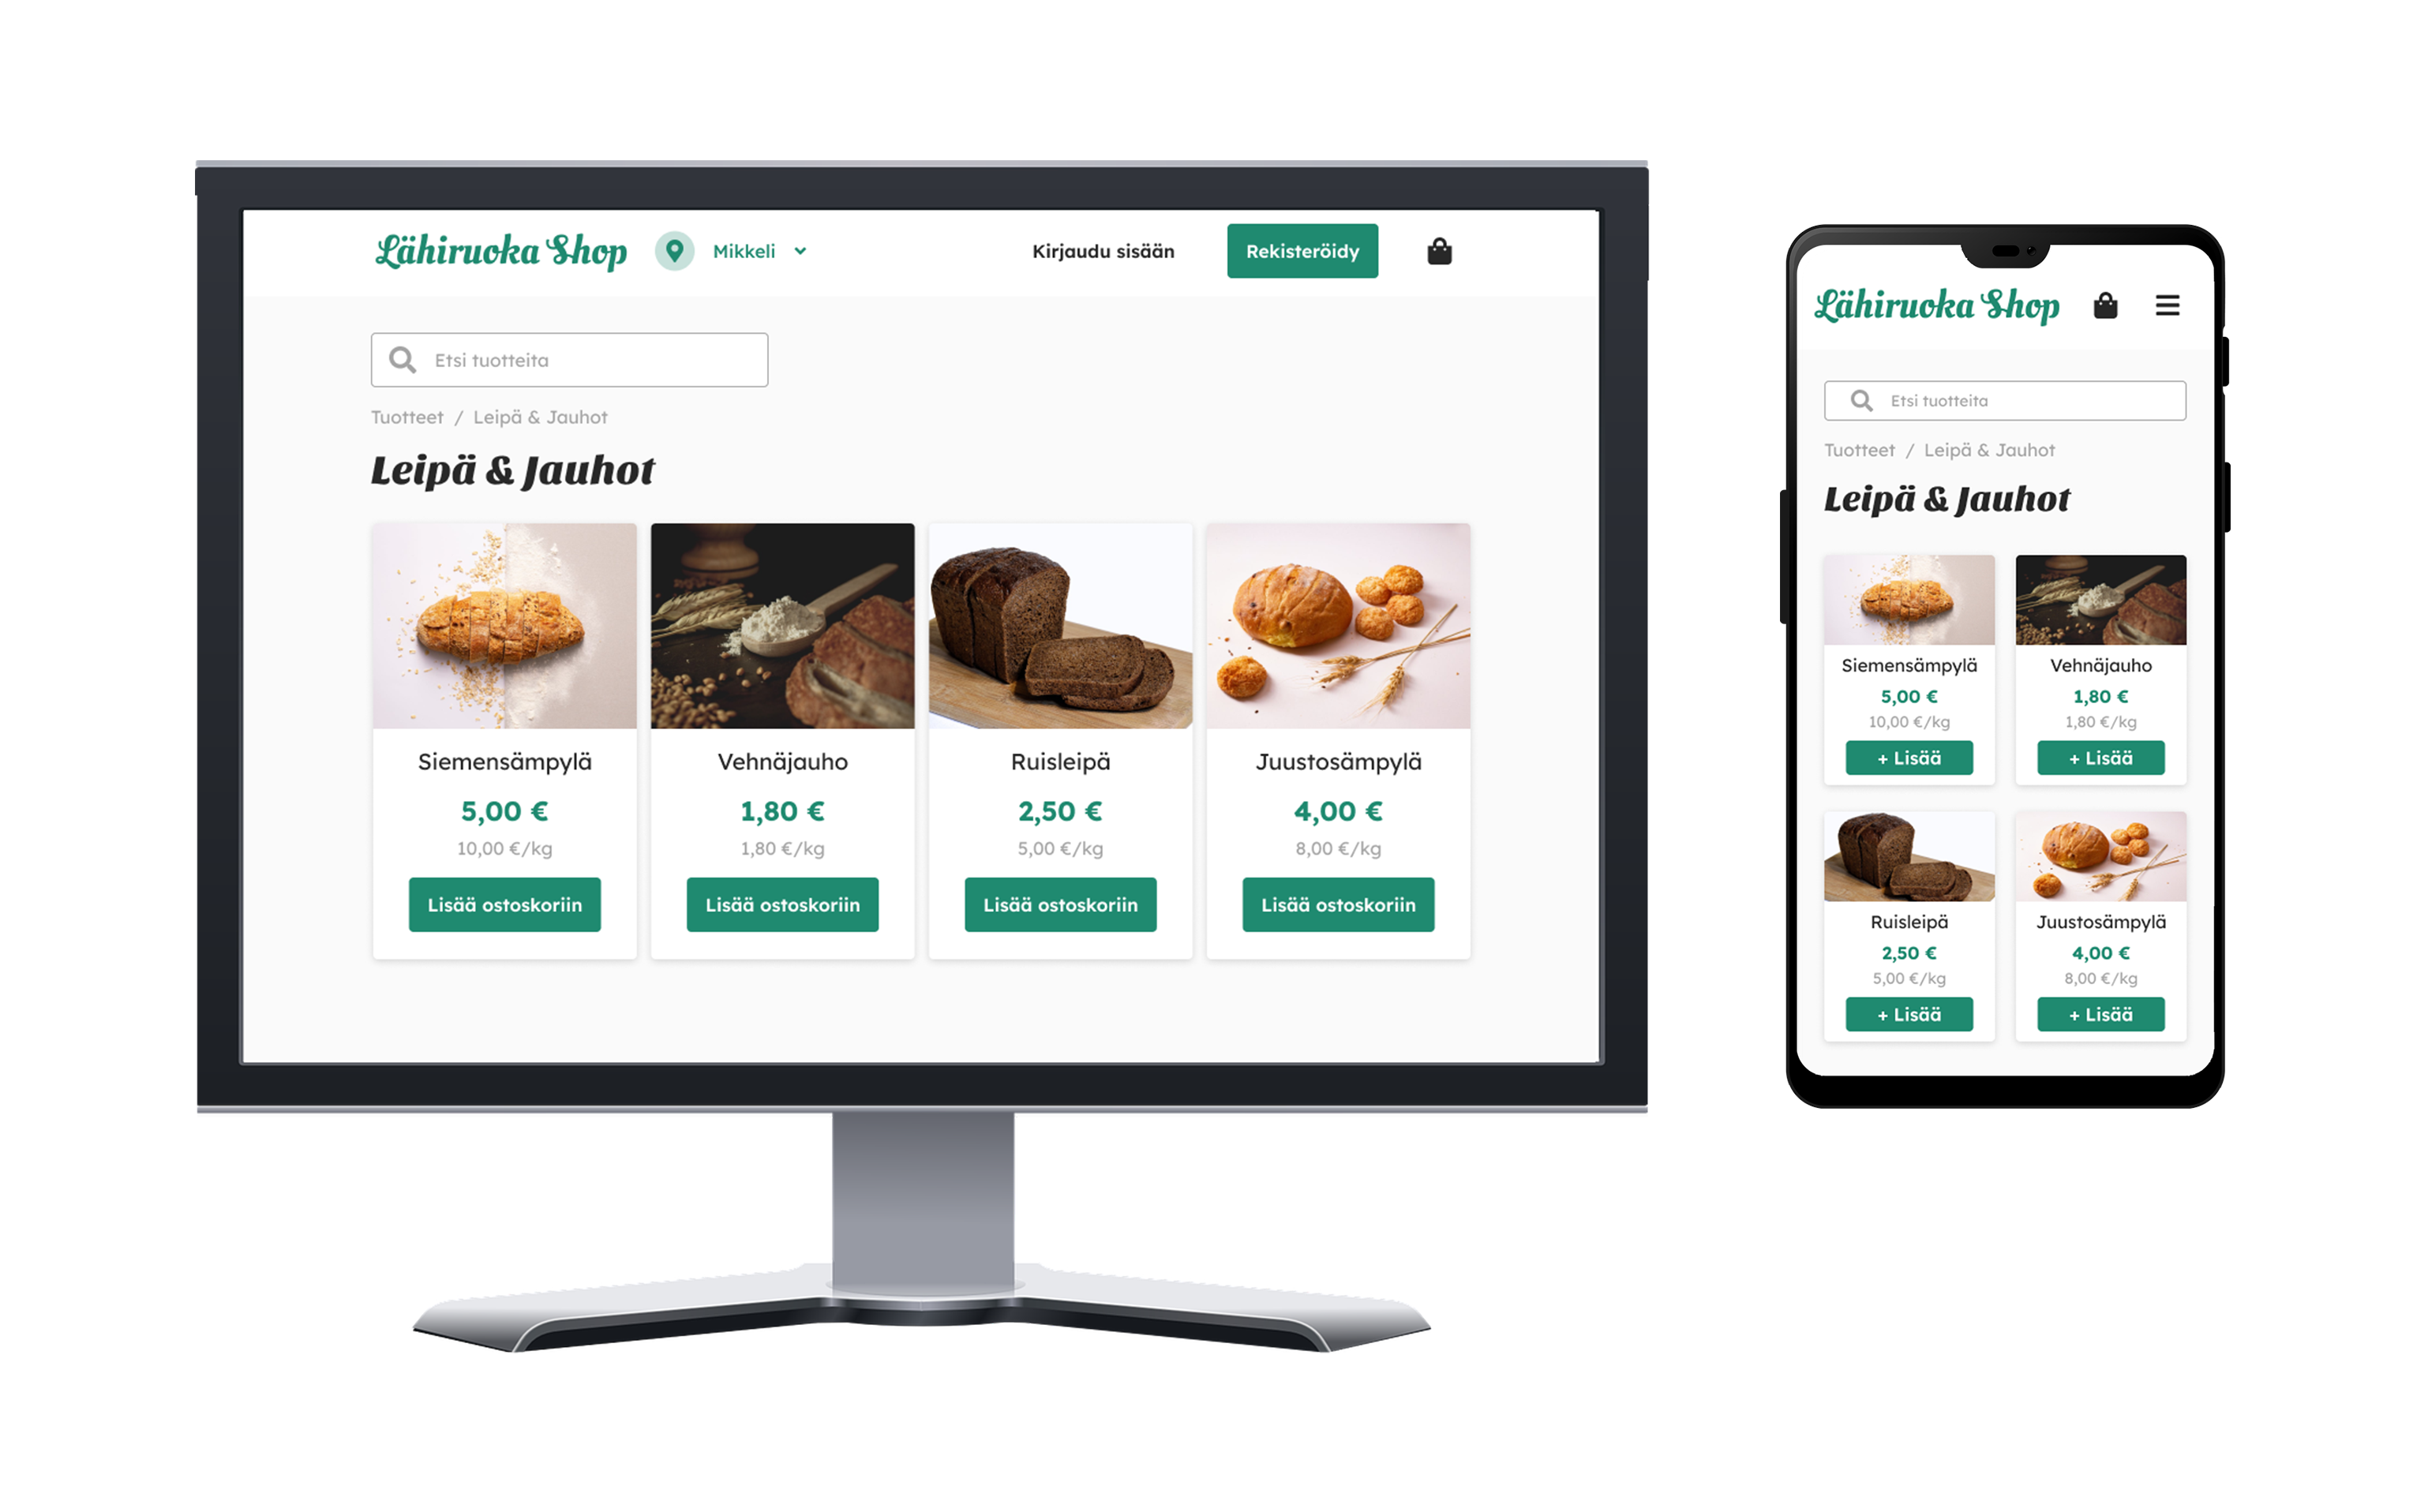 Lähiruoka Shop
Mikkeli
Kirjaudu sisään
Rekisteröidy
Etsi tuotteita
Tuotteet / Leipä & Jauhot
Leipä & Jauhot
Siemensämpylä
5,00 €
10,00 €/kg
Lisää ostoskoriin
Vehnäjauho
1,80 €
1,80 €/kg
Lisää ostoskoriin
Ruisleipä
2,50 €
5,00 €/kg
Lisää ostoskoriin
Juustosämpylä
4,00 €
8,00 €/kg
Lisää ostoskoriin
Lähiruoka Shop
Etsi tuotteita
Tuotteet / Leipä & Jauhot
Leipä & Jauhot
Siemensämpylä
5,00 €
10,00 €/kg
+ Lisää
Vehnäjauho
1,80 €
1,80 €/kg
+ Lisää
Ruisleipä
2,50 €
5,00 €/kg
+ Lisää
Juustosämpylä
4,00 €
8,00 €/kg
+ Lisää